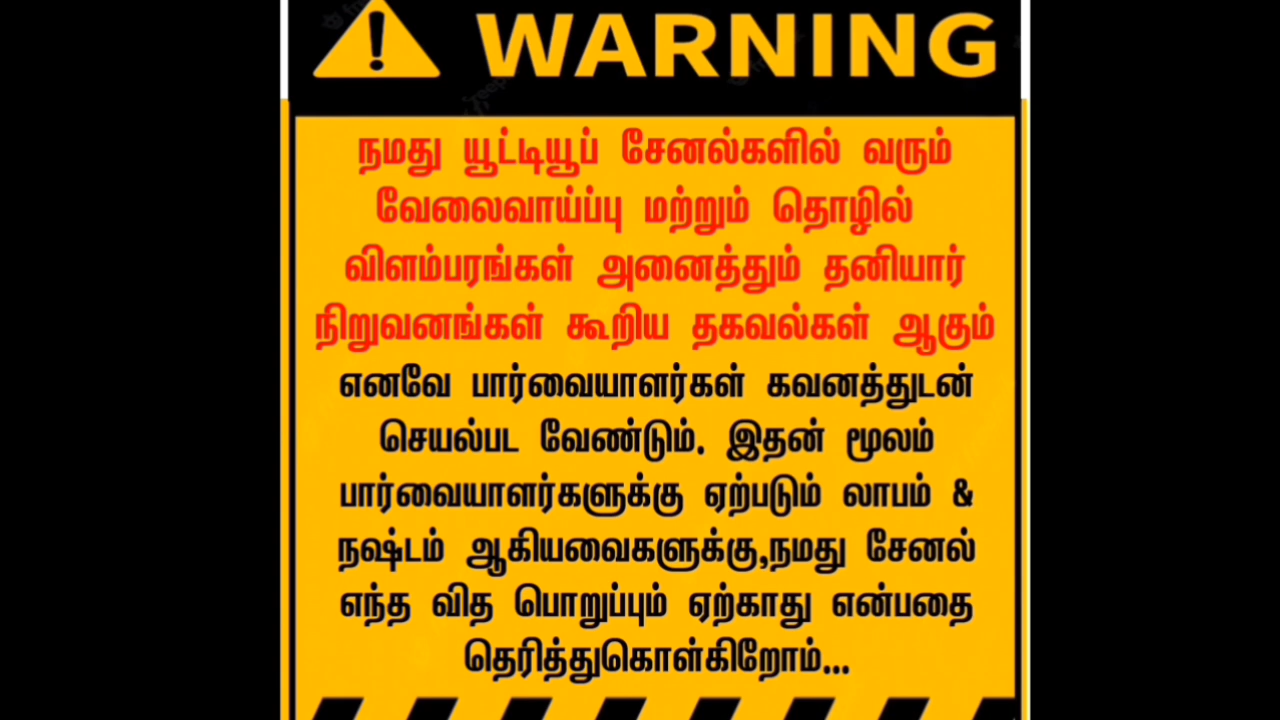 WARNING
நமது யூட்டியூப் சேனல்களில் வரும்
வேலைவாய்ப்பு மற்றும் தொழில்
விளம்பரங்கள் அனைத்தும் தனியார்
நிறுவனங்கள் கூறிய தகவல்கள் ஆகும்
எனவே பார்வையாளர்கள் கவனத்துடன்
செயல்பட வேண்டும். இதன் மூலம்
பார்வையாளர்களுக்கு ஏற்படும் லாபம் &
நஷ்டம் ஆகியவைகளுக்கு,நமது சேனல்
எந்த வித பொறுப்பும் ஏற்காது என்பதை
தெரித்துகொள்கிறோம்...